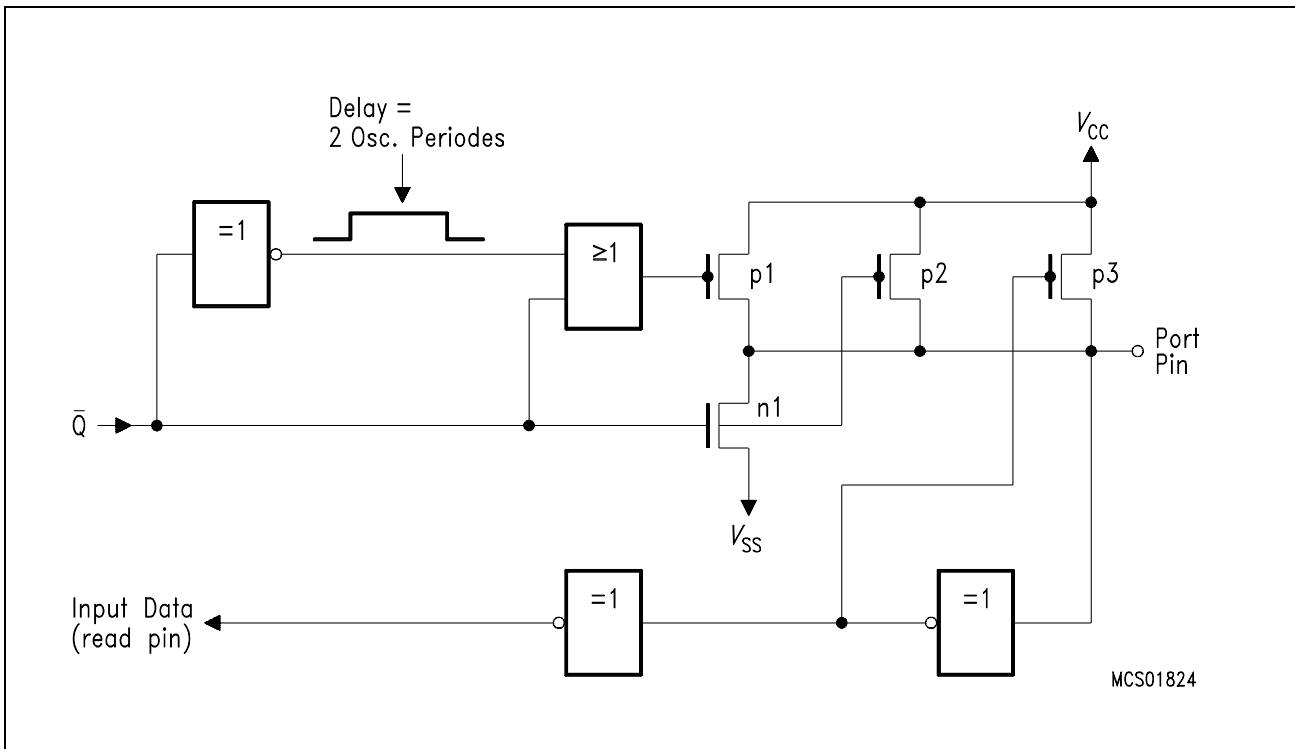 Delay =
2 Osc. Periodes
V_CC
=1
≥1
p1
p2
p3
Port
Pin
Q̄
n1
V_SS
Input Data
(read pin)
=1
=1
MCS01824